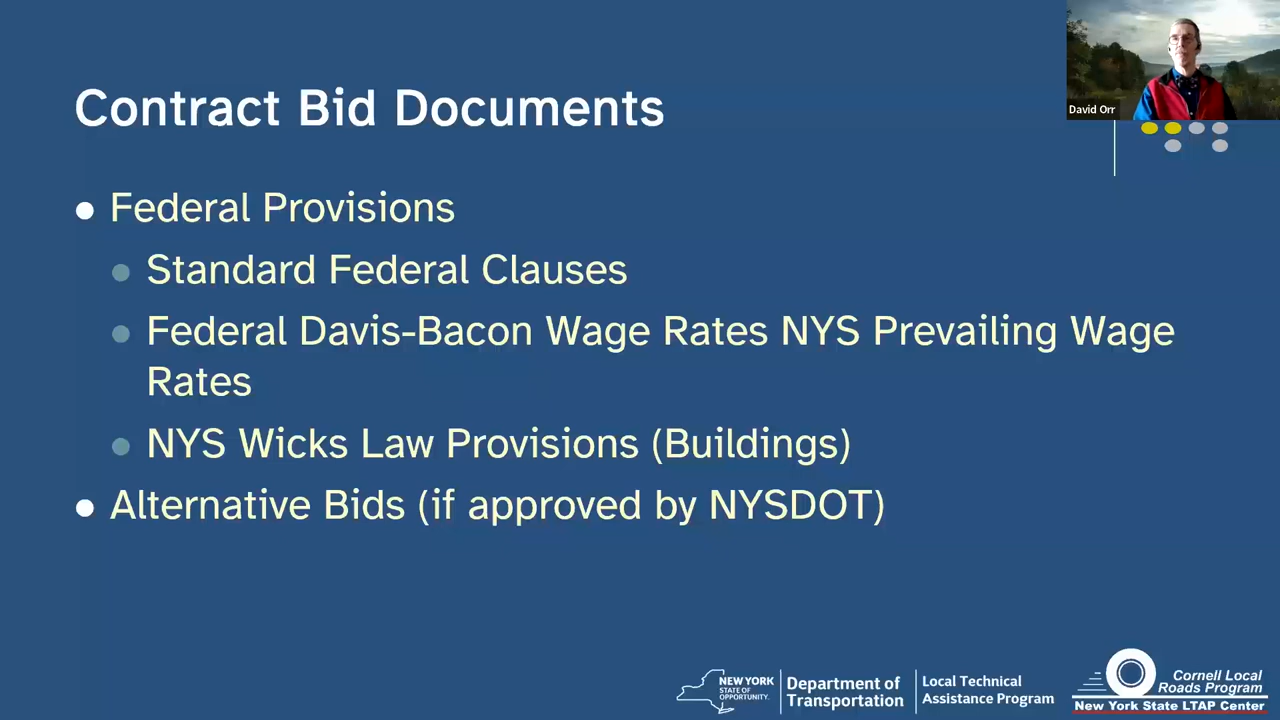 David Orr
Contract Bid Documents
Federal Provisions
Standard Federal Clauses
Federal Davis-Bacon Wage Rates NYS Prevailing Wage
Rates
NYS Wicks Law Provisions (Buildings)
Alternative Bids (if approved by NYSDOT)
NEW YORK
STATE OF
OPPORTUNITY.
Department of
Transportation
Local Technical
Assistance Program
Cornell Local
Roads Program
New York State LTAP Center